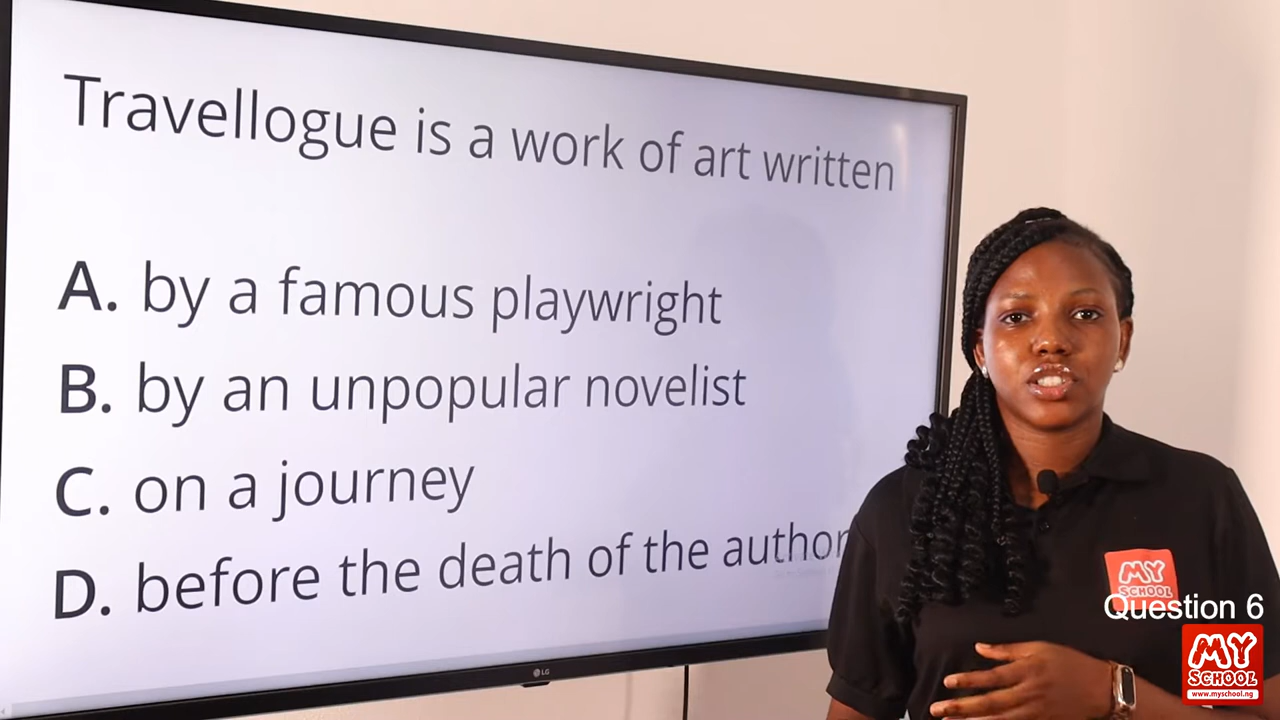 Travellogue is a work of art written
A. by a famous playwright
B. by an unpopular novelist
C. on a journey
D. before the death of the author
LG
MY
SCHOOL
Question 6
MY
SCHOOL
www.myschool.ng